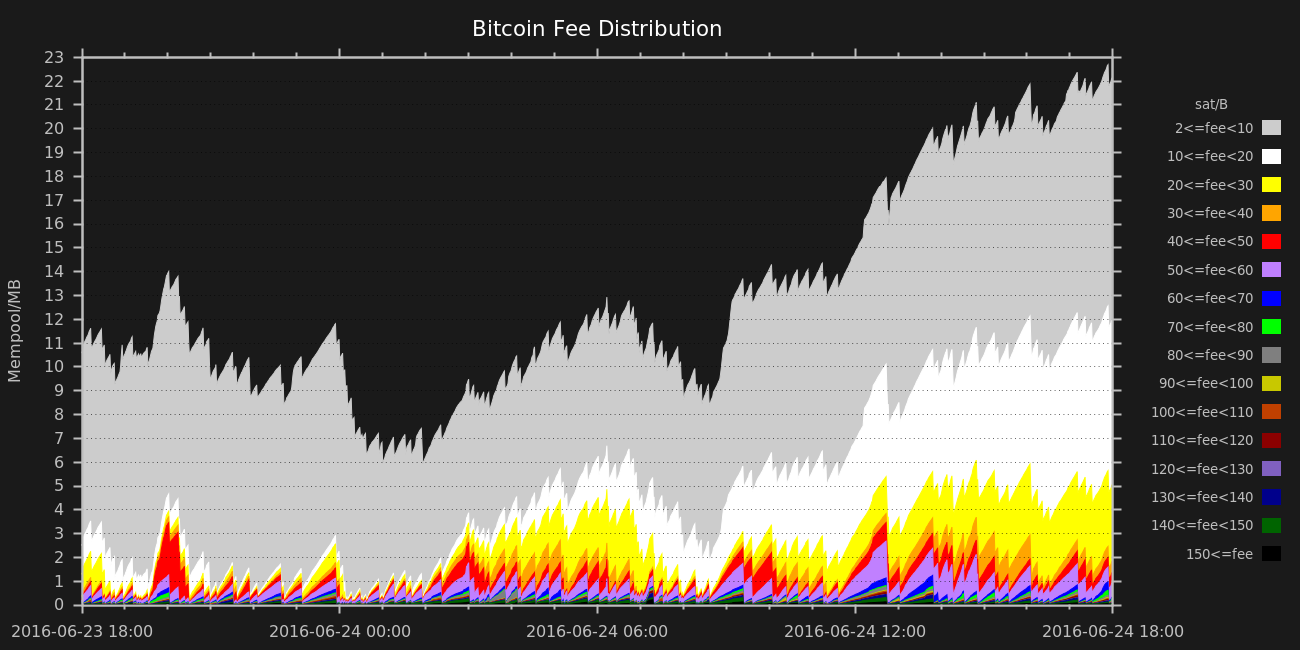 Bitcoin Fee Distribution
23
22
21
20
19
18
17
16
15
14
13
12
11
10
9
8
7
6
5
4
3
2
1
0
Mempool/MB
2016-06-23 18:00
2016-06-24 00:00
2016-06-24 06:00
2016-06-24 12:00
2016-06-24 18:00
sat/B
2<=fee<10
10<=fee<20
20<=fee<30
30<=fee<40
40<=fee<50
50<=fee<60
60<=fee<70
70<=fee<80
80<=fee<90
90<=fee<100
100<=fee<110
110<=fee<120
120<=fee<130
130<=fee<140
140<=fee<150
150<=fee